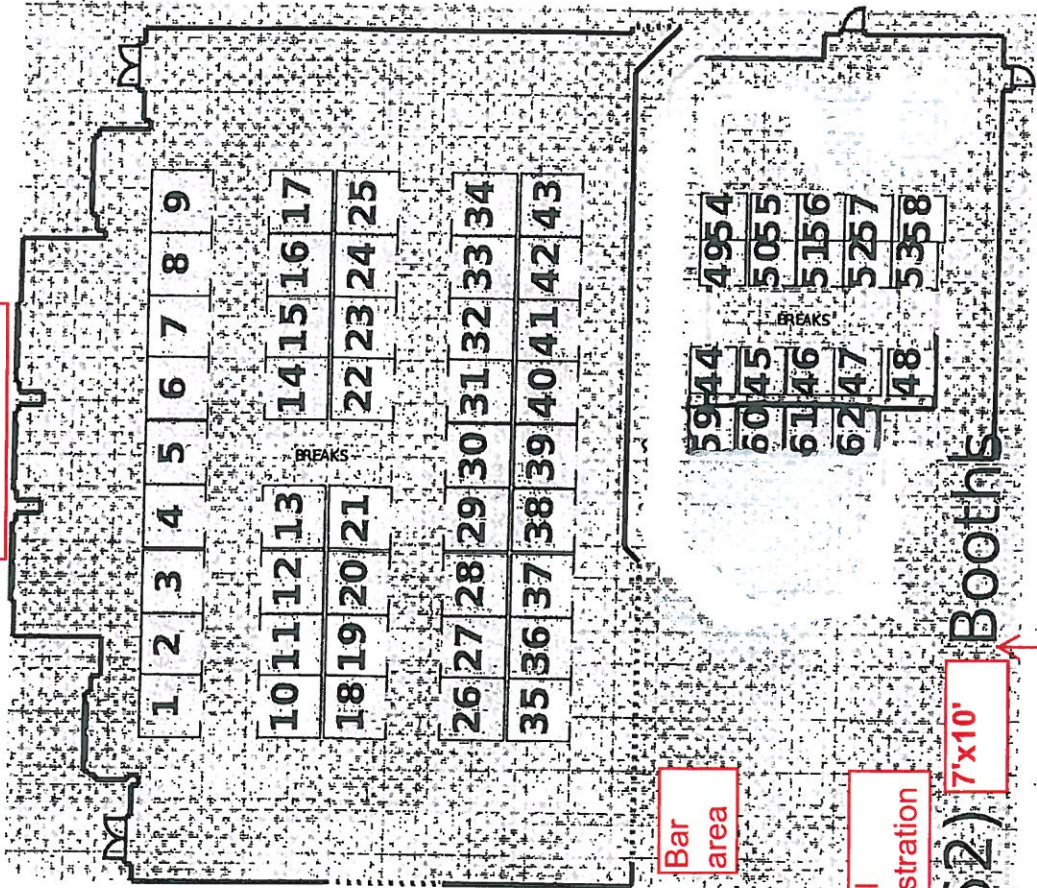 1 2 3 4 5 6 7 8 9
10 11 12 13 14 15 16 17
BREAKS
18 19 20 21 22 23 24 25
26 27 28 29 30 31 32 33 34
35 36 37 38 39 40 41 42 43
59 44 49 54
60 45 50 55
BREAKS
61 46 51 56
62 47 52 57
48 53 58
Bar
area
stration
2) 7'x10' Booths